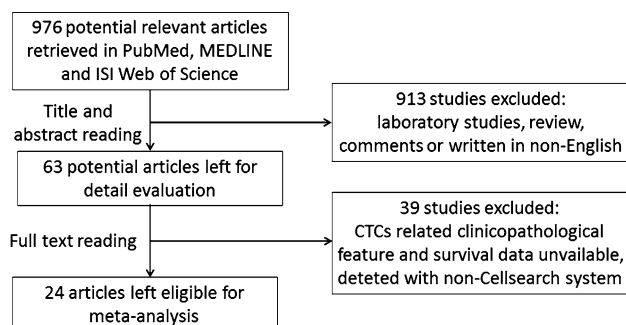 976 potential relevant articles
retrieved in PubMed, MEDLINE
and ISI Web of Science
Title and
abstract reading
913 studies excluded:
laboratory studies, review,
comments or written in non-English
63 potential articles left for
detail evaluation
Full text reading
39 studies excluded:
CTCs related clinicopathological
feature and survival data unvailable,
deteted with non-Cellsearch system
24 articles left eligible for
meta-analysis